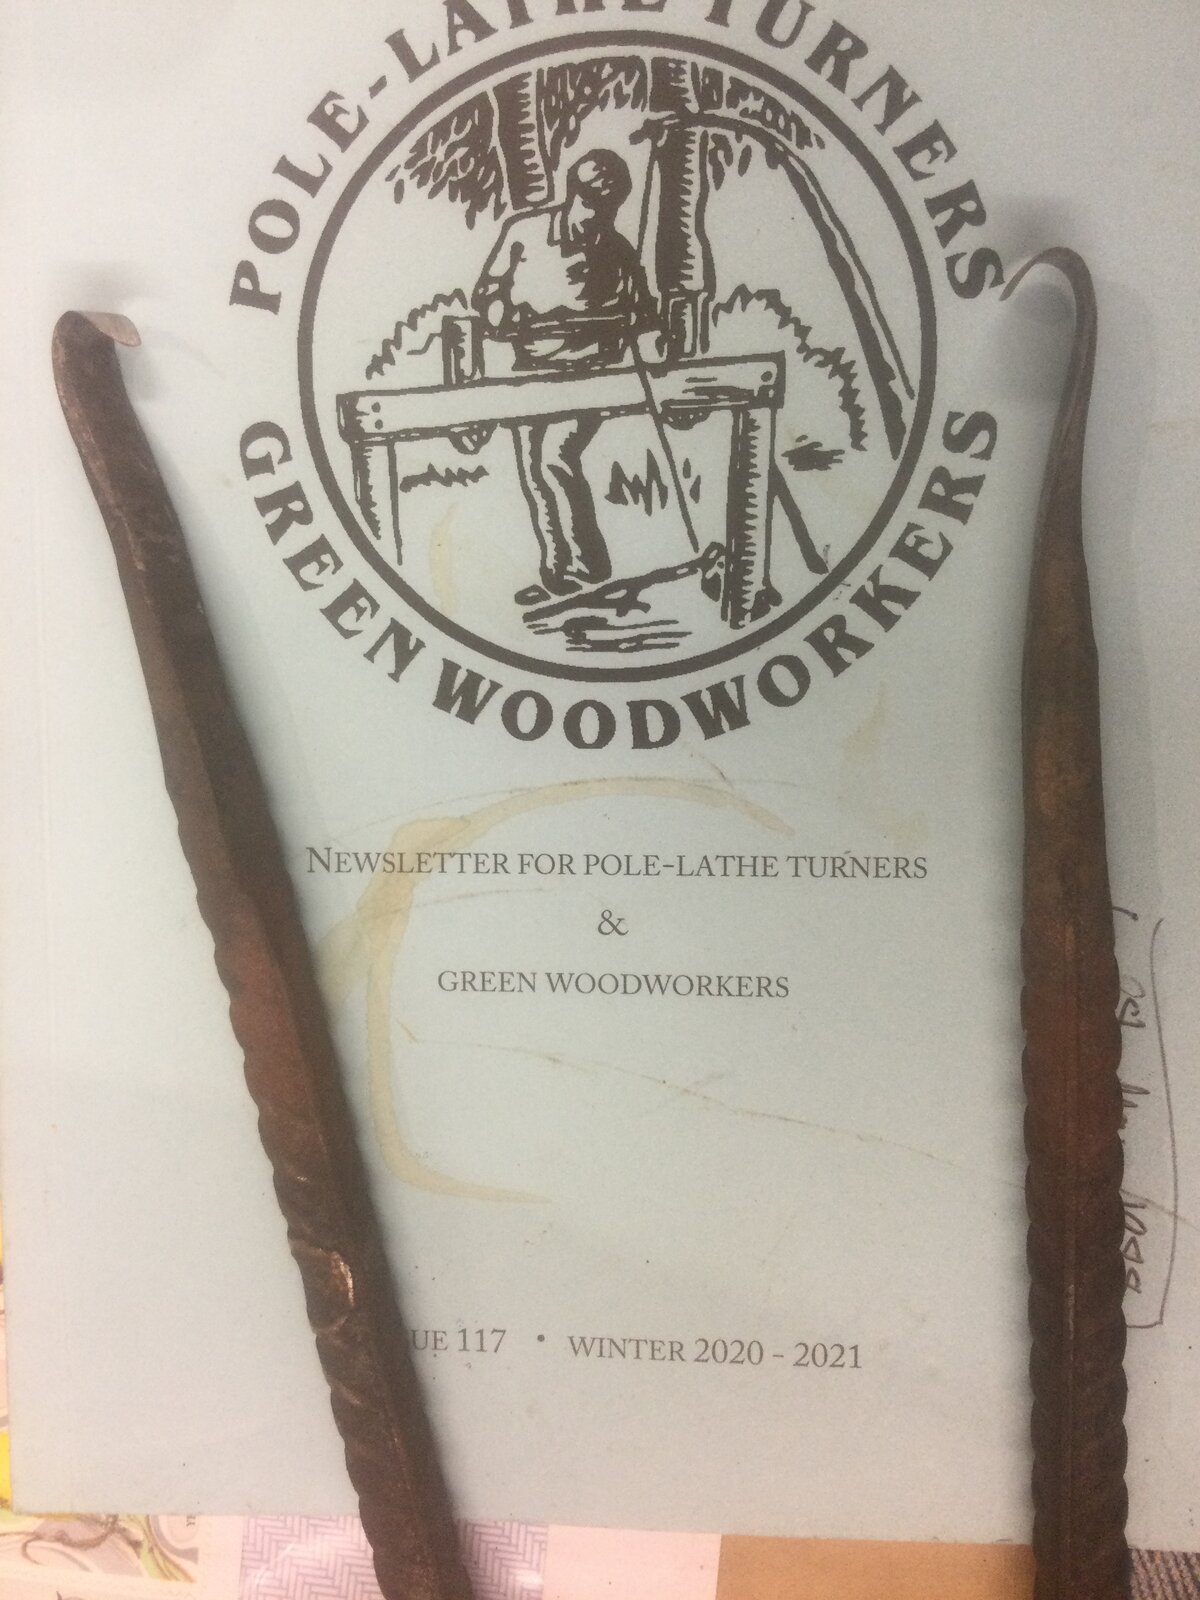 POLE-LATHE TURNERS
GREEN WOODWORKERS
NEWSLETTER FOR POLE-LATHE TURNERS
&
GREEN WOODWORKERS
UE 117 • WINTER 2020 - 2021